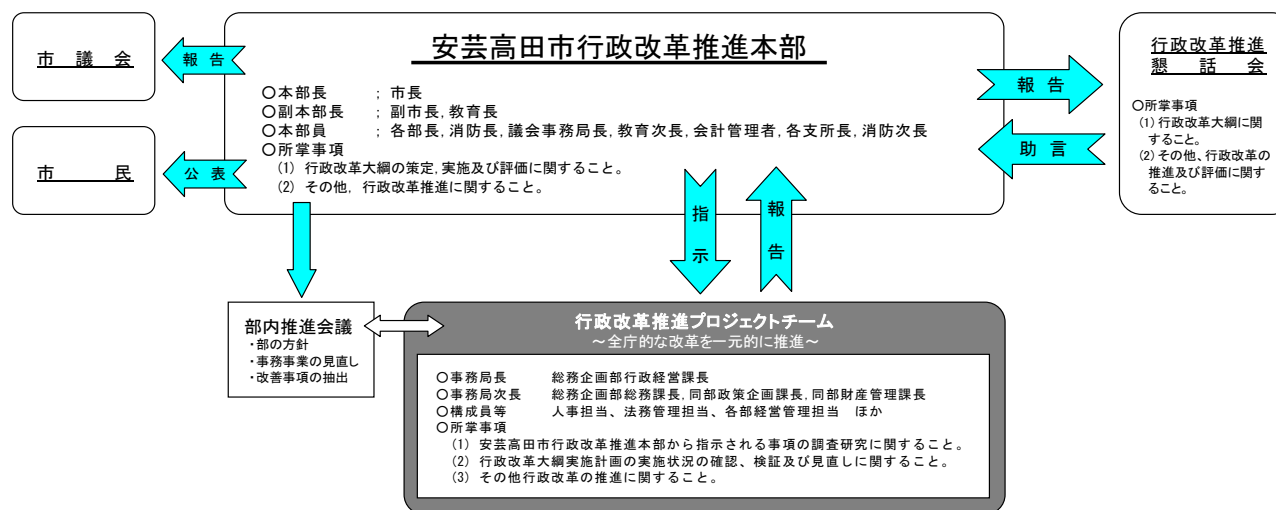 市　議　会
報告
市　　民
公表
安芸高田市行政改革推進本部
○本部長　；市長
○副本部長　；副市長，教育長
○本部員　；各部長，消防長，議会事務局長，教育次長，会計管理者，各支所長，消防次長
○所掌事項
(1) 行政改革大綱の策定，実施及び評価に関すること。
(2) その他，行政改革推進に関すること。
報告
助言
行政改革推進
懇　話　会
○所掌事項
(1)行政改革大綱に関
すること。
(2)その他、行政改革の
推進及び評価に関す
ること。
指示
報告
部内推進会議
・部の方針
・事務事業の見直し
・改善事項の抽出
行政改革推進プロジェクトチーム
～全庁的な改革を一元的に推進～
○事務局長　総務企画部行政経営課長
○事務局次長　総務企画部総務課長，同部政策企画課長，同部財産管理課長
○構成員等　人事担当、法務管理担当、各部経営管理担当　ほか
○所掌事項
(1) 安芸高田市行政改革推進本部から指示される事項の調査研究に関すること。
(2) 行政改革大綱実施計画の実施状況の確認、検証及び見直しに関すること。
(3) その他行政改革の推進に関すること。